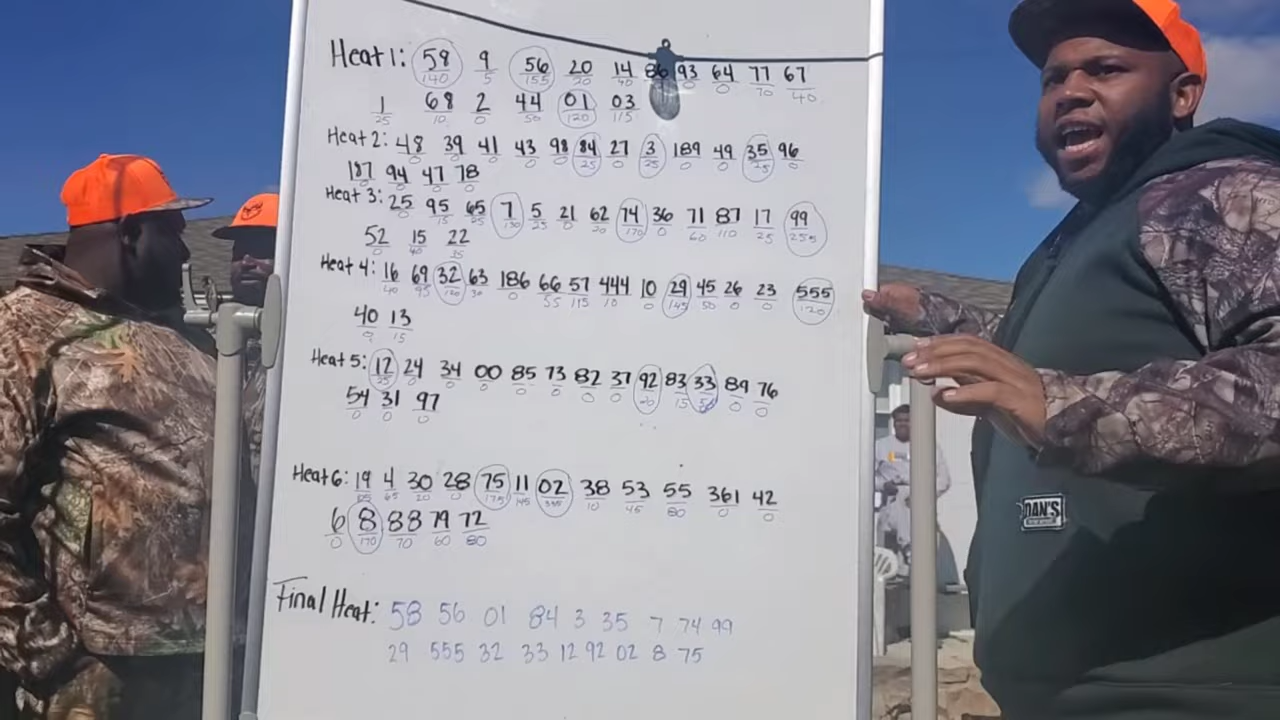 Heat 1: 58 9 56 20 14 86 93 64 77 67
140 5 155 20 40 0 0 70 40
1 68 2 44 01 03
25 10 0 50 120 115
Heat 2: 48 39 41 43 98 84 27 3 189 49 35 96
0 0 0 0 0 25 0 25 0 0 25 0
187 94 47 78
0 0 0 0
Heat 3: 25 95 65 7 5 21 62 74 36 71 87 17 99
0 15 130 25 0 20 170 0 60 110 25 255
52 15 22
0 40 35
Heat 4: 16 69 32 63 186 66 57 444 10 29 45 26 23 555
40 95 120 30 0 55 115 10 0 145 50 0 0 120
40 13
15
Heat 5: 12 24 34 00 85 73 82 37 92 83 33 89 76
25 0 0 0 0 0 0 0 20 15 50 0 0
54 31 97
0 0 0
Heat 6: 19 4 30 28 75 11 02 38 53 55 361 42
65 20 0 175 145 10 45 80 0 0
6 8 88 79 72
0 170 70 60 80
Final Heat: 58 56 01 84 3 35 7 74 99
29 555 32 33 12 92 02 8 75
DAN'S